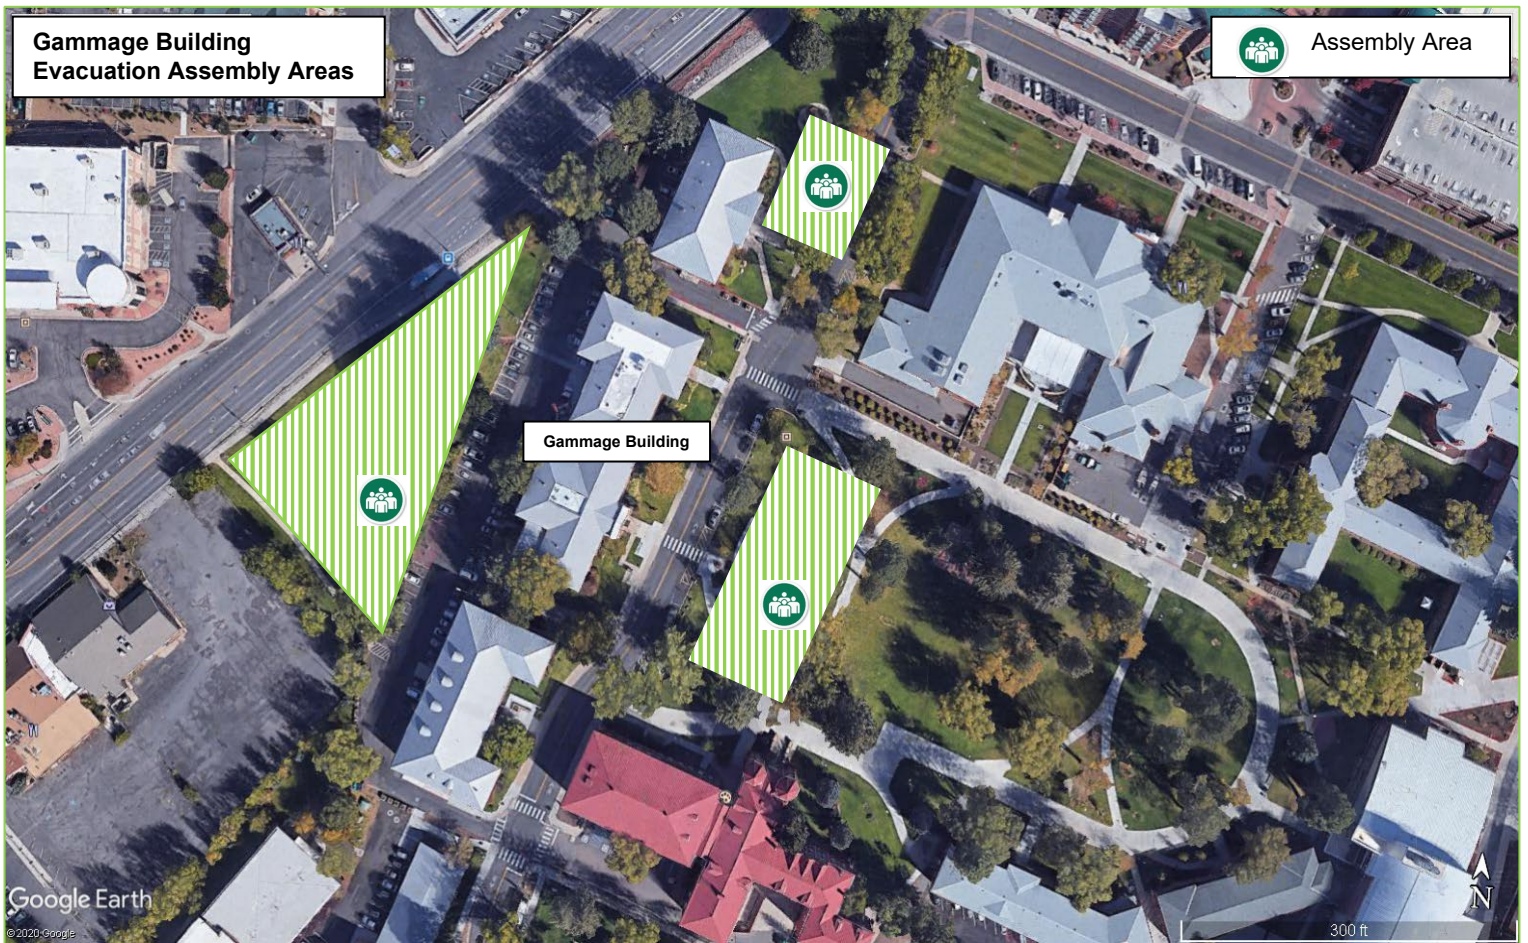 Gammage Building
Evacuation Assembly Areas
Assembly Area
Gammage Building
Google Earth
©2020 Google
N
300 ft